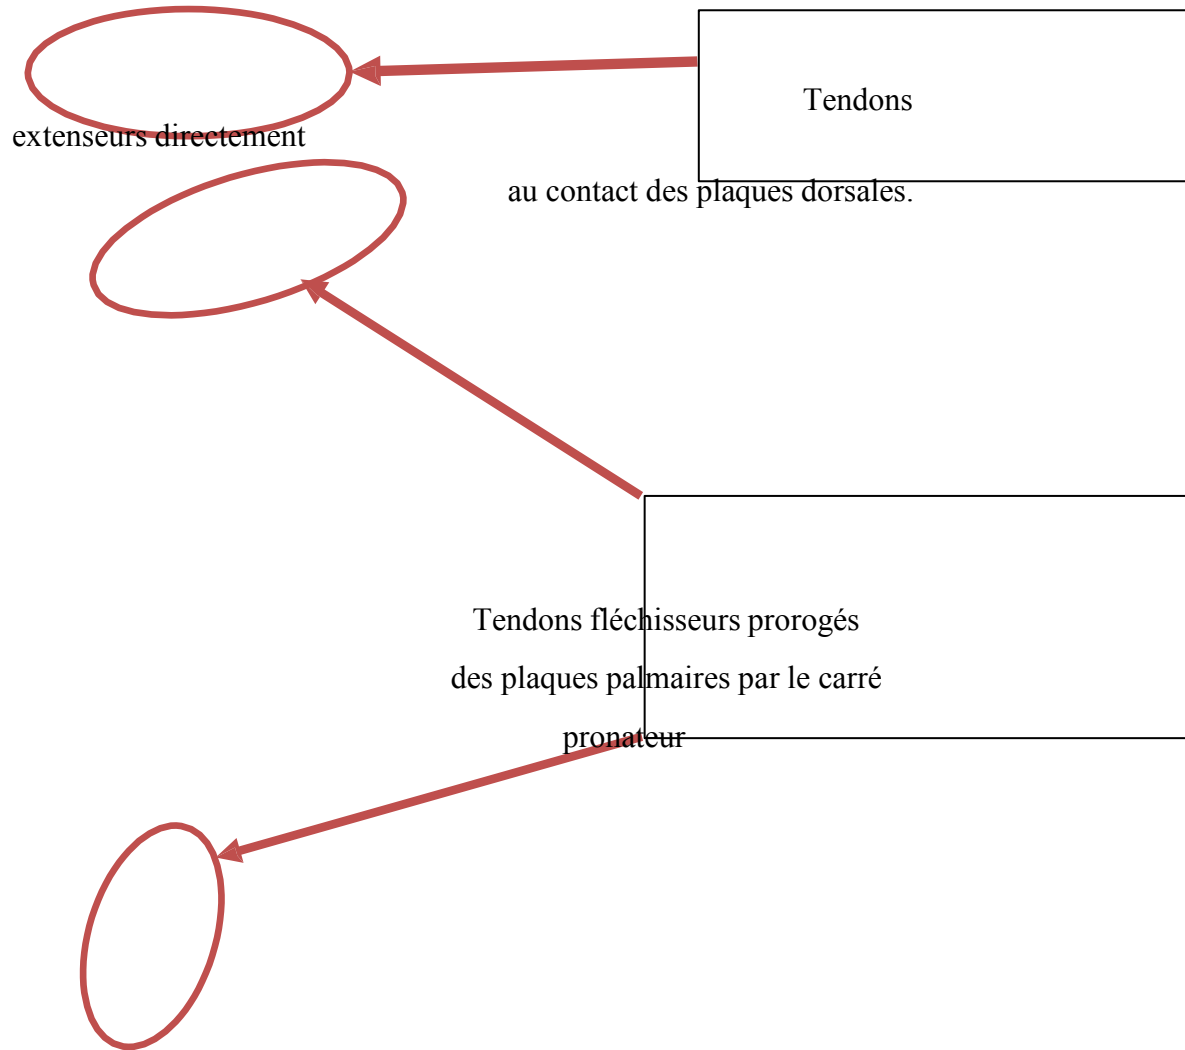 Tendons
extenseurs directement
au contact des plaques dorsales.
Tendons fléchisseurs prorogés
des plaques palmaires par le carré
pronateur